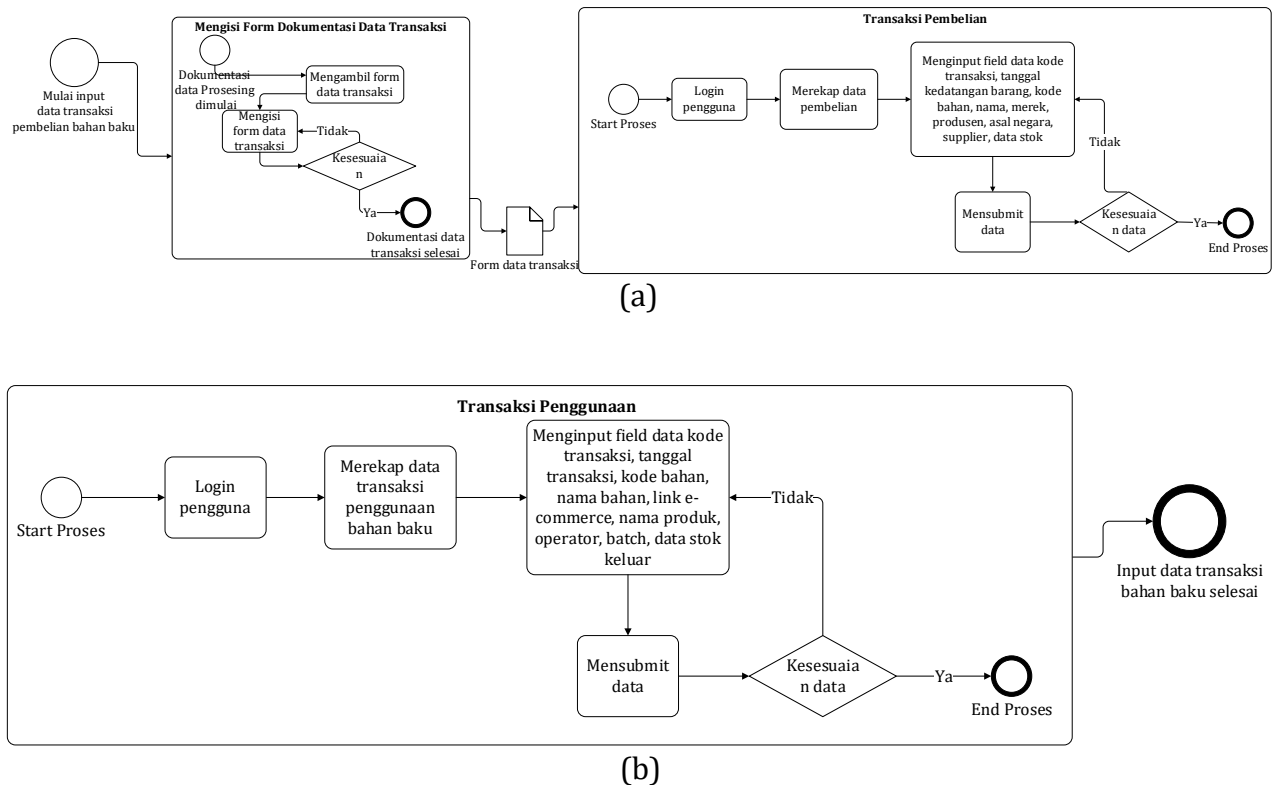 Mengisi Form Dokumentasi Data Transaksi
Mulai input
data transaksi
pembelian bahan baku
Dokumentasi
data Prosesing
dimulai
Mengambil form
data transaksi
Mengisi
form data
transaksi
Tidak
Kesesuaia
n
Ya
Dokumentasi data
transaksi selesai
Form data transaksi
Transaksi Pembelian
Start Proses
Login
pengguna
Merekap data
pembelian
Menginput field data kode
transaksi, tanggal
kedatangan barang, kode
bahan, nama, merek,
produsen, asal negara,
supplier, data stok
Tidak
Mensubmit
data
Kesesuaia
n data
Ya
End Proses
(a)
Transaksi Penggunaan
Start Proses
Login
pengguna
Merekap data
transaksi
penggunaan
bahan baku
Menginput field data kode
transaksi, tanggal
transaksi, kode bahan,
nama bahan, link e-
commerce, nama produk,
operator, batch, data stok
keluar
Tidak
Mensubmit
data
Kesesuaia
n data
Ya
End Proses
Input data transaksi
bahan baku selesai
(b)